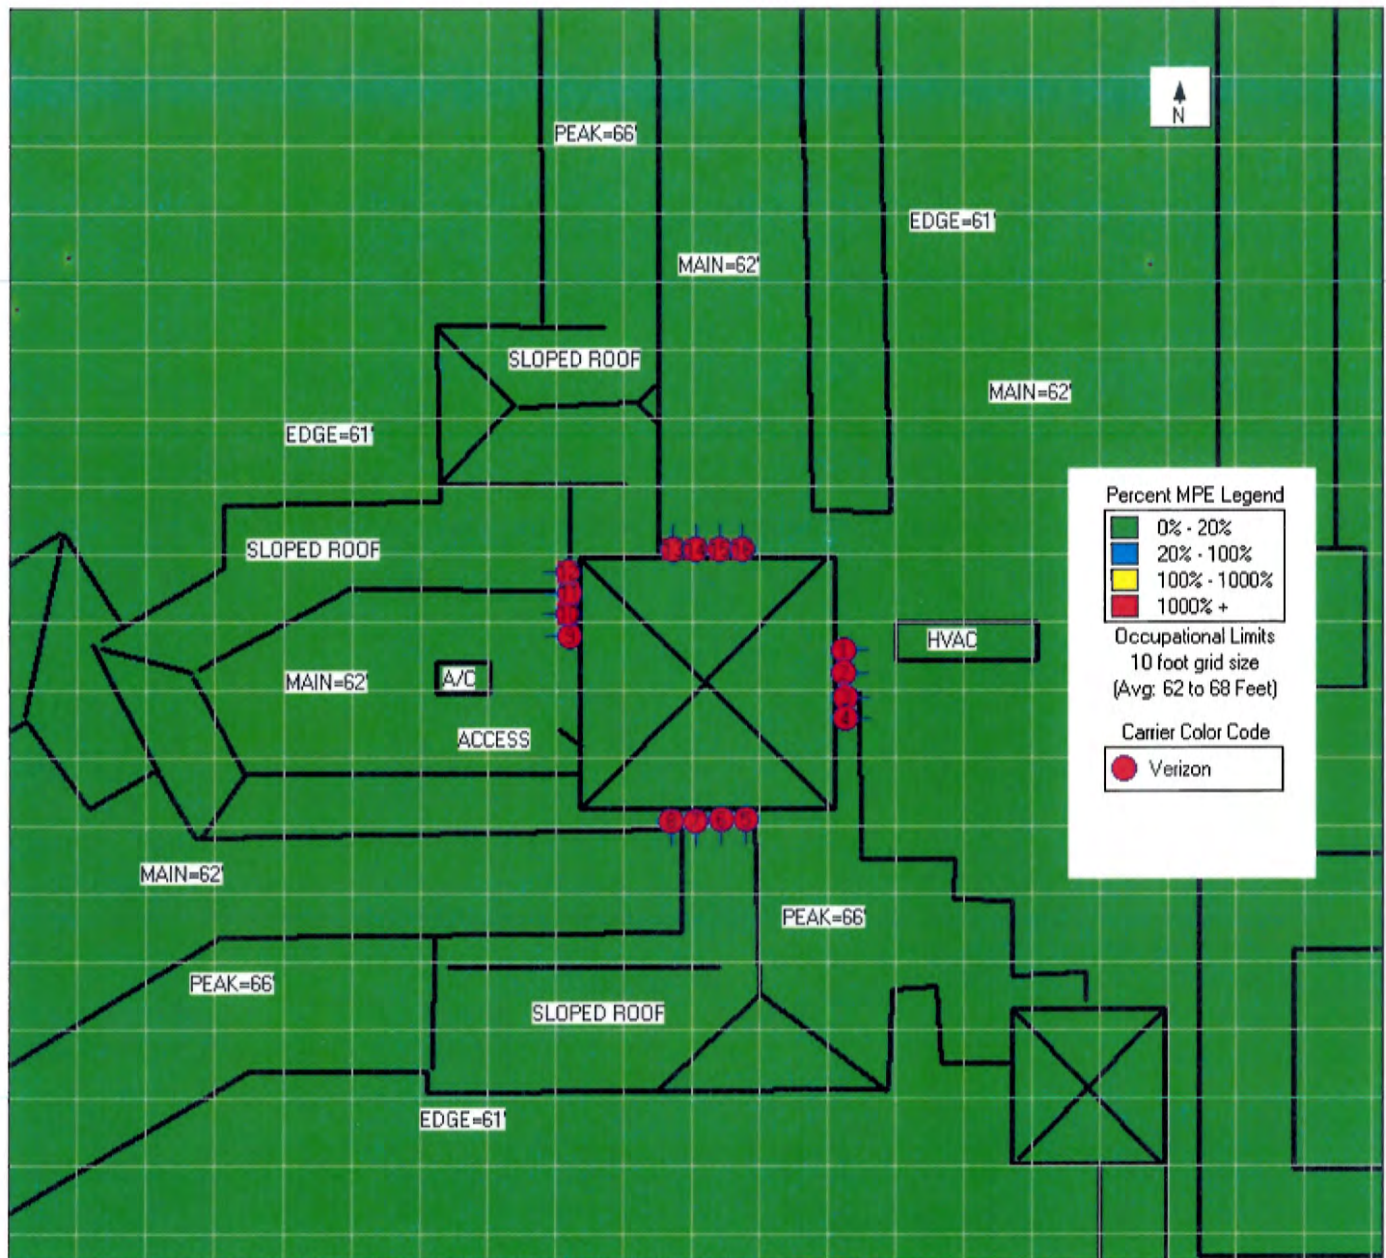 N
PEAK=66'
EDGE=61'
MAIN=62'
SLOPED ROOF
MAIN=62'
EDGE=61'
Percent MPE Legend
0% - 20%
20% - 100%
100% - 1000%
1000% +
Occupational Limits
10 foot grid size
(Avg: 62 to 68 Feet)
Carrier Color Code
Verizon
SLOPED ROOF
HVAC
A/C
MAIN=62'
ACCESS
4
6
MAIN=62'
PEAK=66'
PEAK=66'
SLOPED ROOF
EDGE=61'